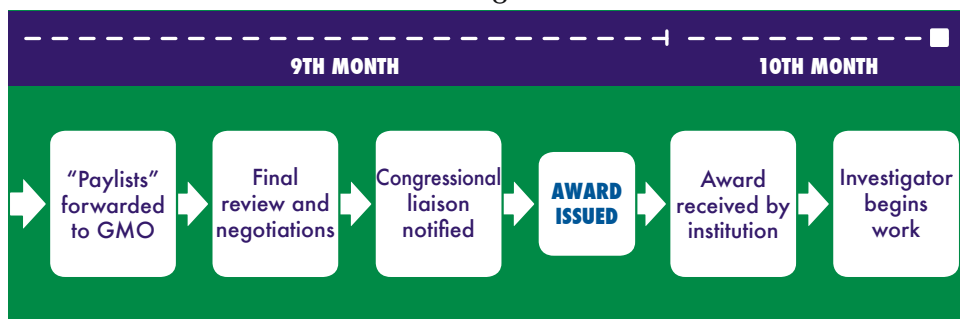 9TH MONTH
10TH MONTH
“Paylists”
forwarded
to GMO
Final
review and
negotiations
Congressional
liaison
notified
AWARD
ISSUED
Award
received by
institution
Investigator
begins
work